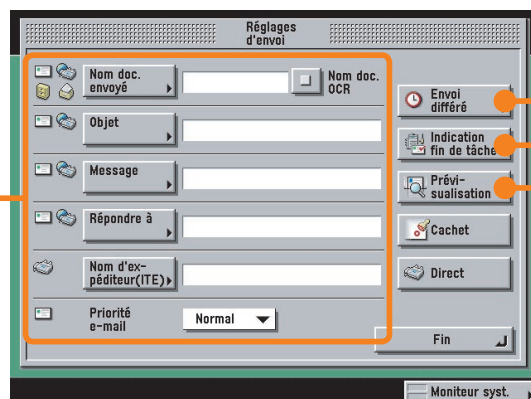 Réglages
d'envoi
Nom doc.
envoyé
Nom doc.
OCR
Objet
Message
Répondre à
Nom d'ex-
péditeur(ITE)
Priorité
e-mail
Normal
Envoi
différé
Indication
fin de tâche
Prévi-
sualisation
Cachet
Direct
Fin
Moniteur syst.